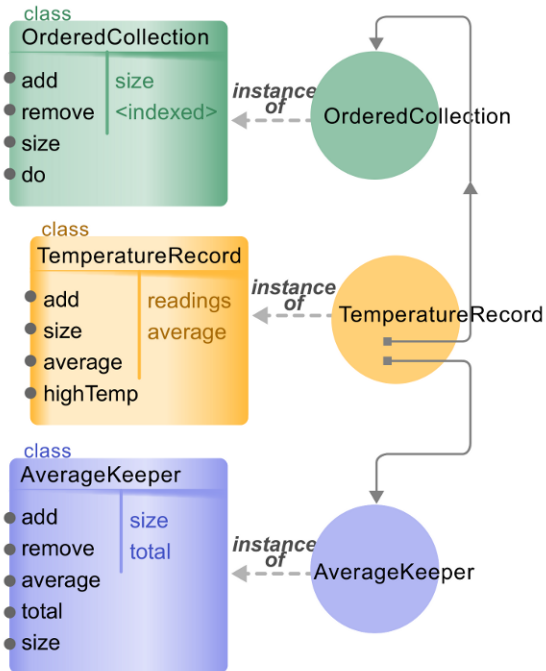 class
OrderedCollection
add size
remove <indexed>
size
do
instance
of
OrderedCollection
class
TemperatureRecord
add readings
size average
average
highTemp
instance
of
TemperatureRecord
class
AverageKeeper
add size
remove total
average
total
size
instance
of
AverageKeeper